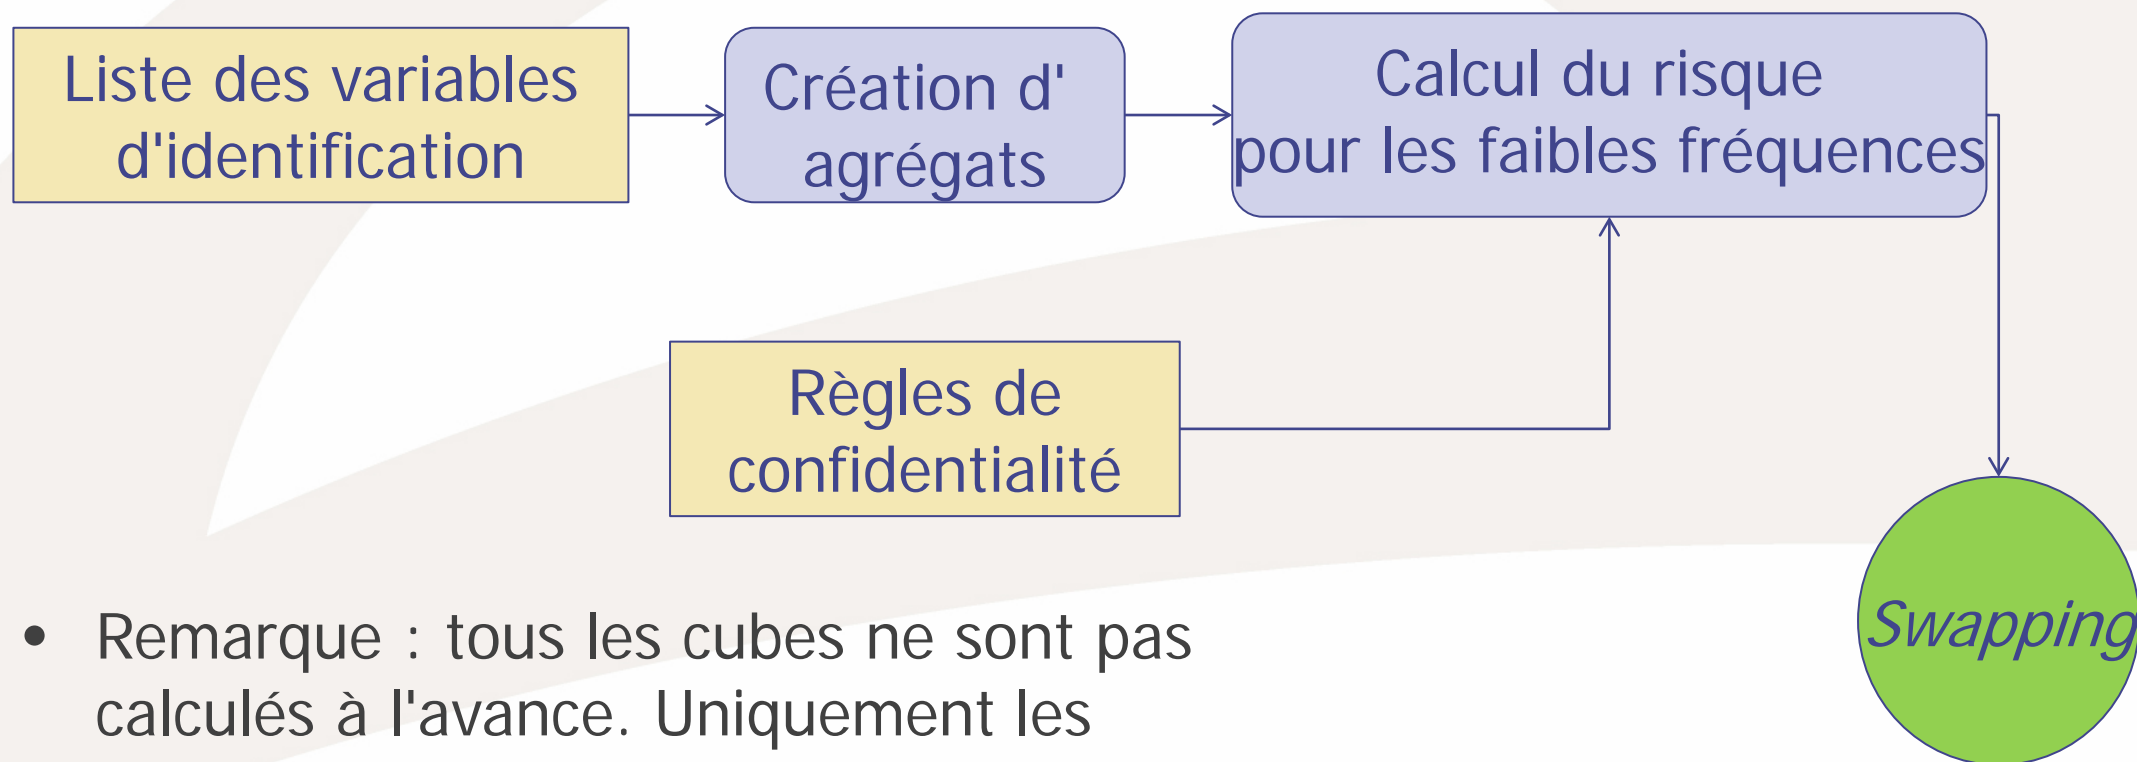 Liste des variables
d'identification
Création d'
agrégats
Calcul du risque
pour les faibles fréquences
Règles de
confidentialité
Swapping
• Remarque : tous les cubes ne sont pas
calculés à l'avance. Uniquement les